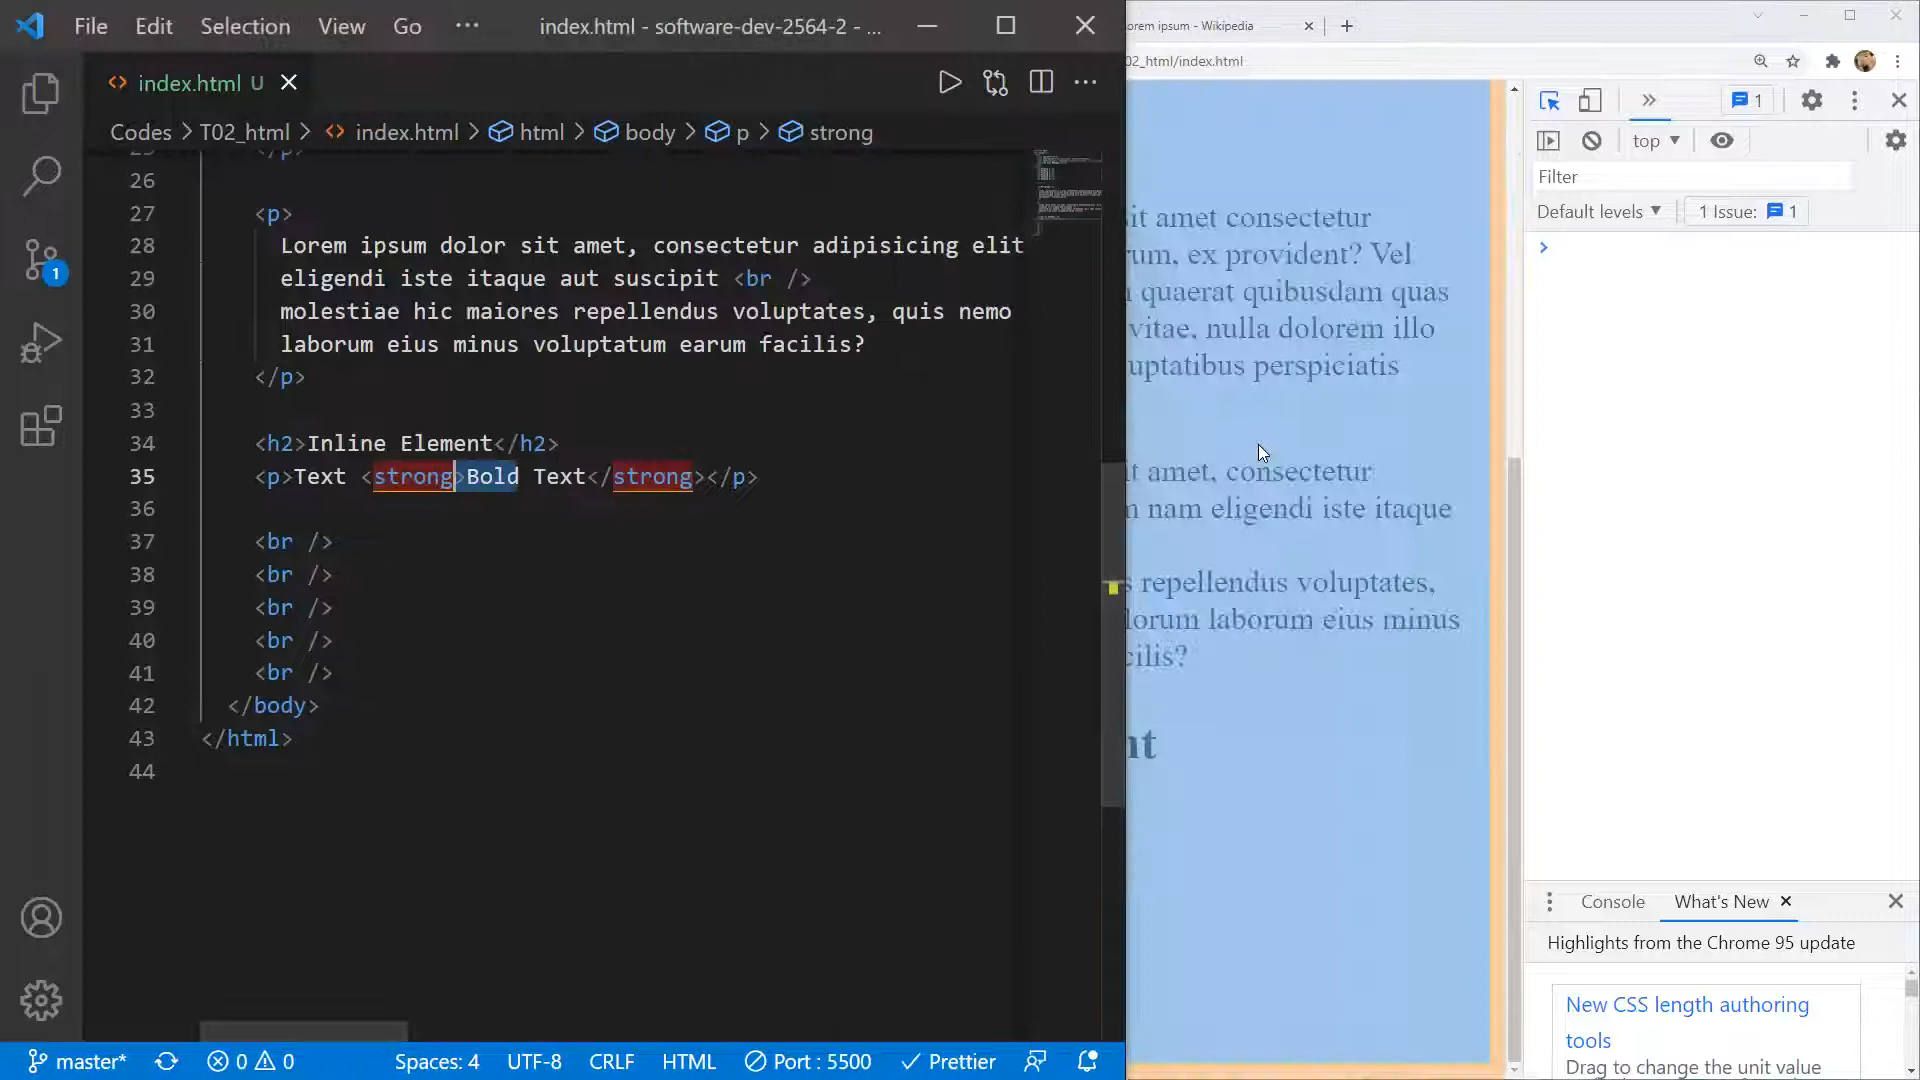 File Edit Selection View Go ··· index.html - software-dev-2564-2 - ...
index.html U
Codes > T02_html > index.html > html > body > p > strong
26
27 <p>
28 Lorem ipsum dolor sit amet, consectetur adipisicing elit
29 eligendi iste itaque aut suscipit <br />
30 molestiae hic maiores repellendus voluptates, quis nemo
31 laborum eius minus voluptatum earum facilis?
32 </p>
33
34 <h2>Inline Element</h2>
35 <p>Text <strong>Bold Text</strong></p>
36
37 <br />
38 <br />
39 <br />
40 <br />
41 <br />
42 </body>
43 </html>
44
1
master* 0 0 Spaces: 4 UTF-8 CRLF HTML Port : 5500 Prettier
orem ipsum - Wikipedia
02_html/index.html
sit amet consectetur
rum, ex provident? Vel
quaerat quibusdam quas
vitae, nulla dolorem illo
uptatibus perspiciatis
it amet, consectetur
m nam eligendi iste itaque
s repellendus voluptates,
lorum laborum eius minus
cilis?
nt
1
top
Filter
Default levels 1 Issue: 1
Console What's New
Highlights from the Chrome 95 update
New CSS length authoring
tools
Drag to change the unit value